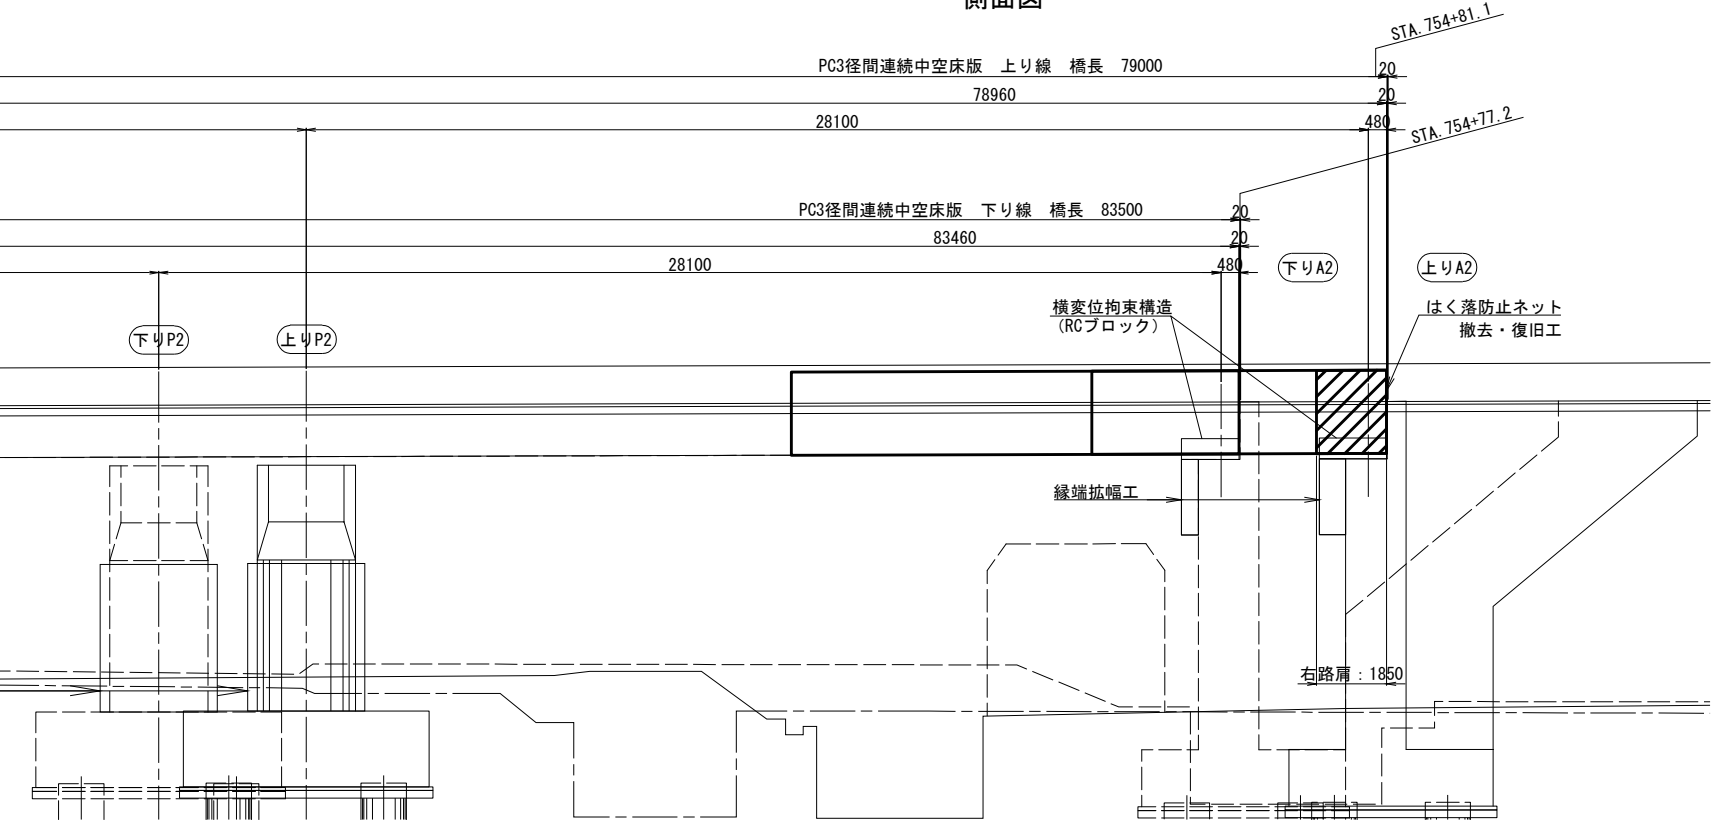 側面図
STA.754+81.1
PC3径間連続中空床版　上り線　橋長　79000
20
78960
20
28100
480
STA.754+77.2
PC3径間連続中空床版　下り線　橋長　83500
20
83460
20
28100
480
下りA2
上りA2
横変位拘束構造
(RCブロック)
はく落防止ネット
撤去・復旧工
下りP2
上りP2
縁端拡幅工
右路肩：1850